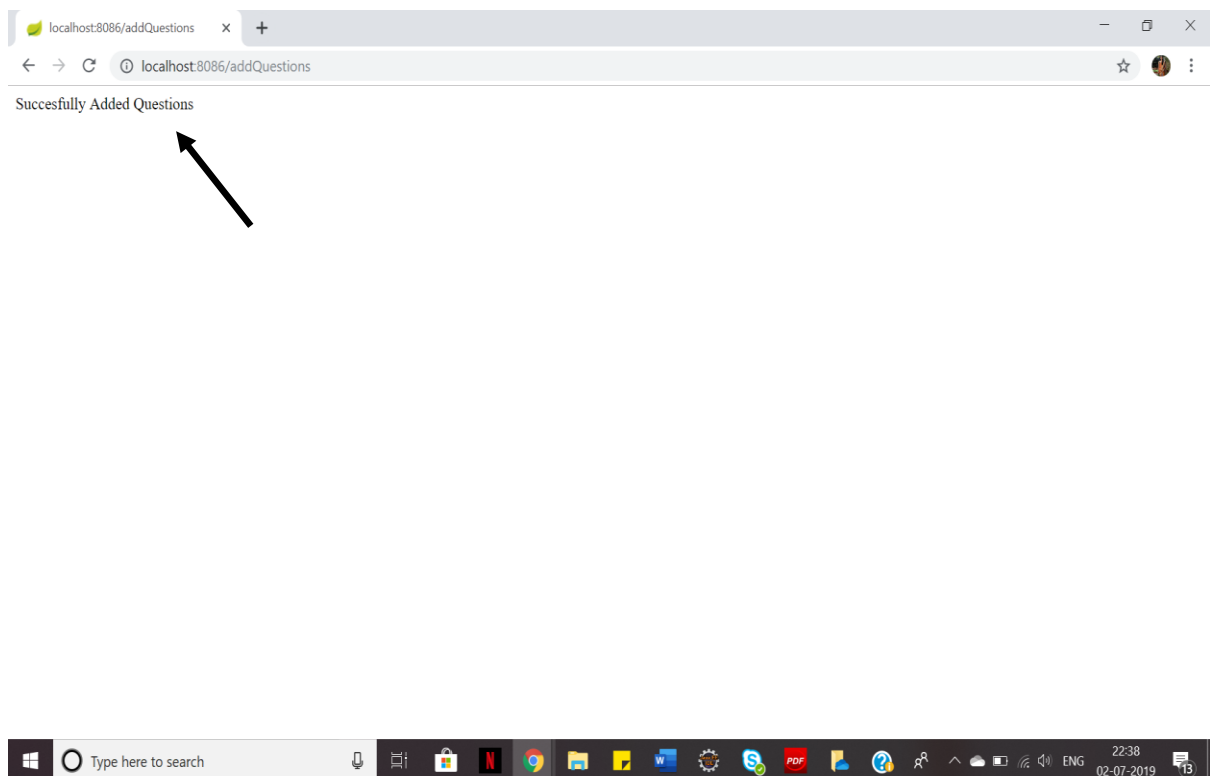 localhost:8086/addQuestions
localhost:8086/addQuestions
Succesfully Added Questions
Type here to search
N
W
S
PDF
?
ENG
22:38
02-07-2019
13